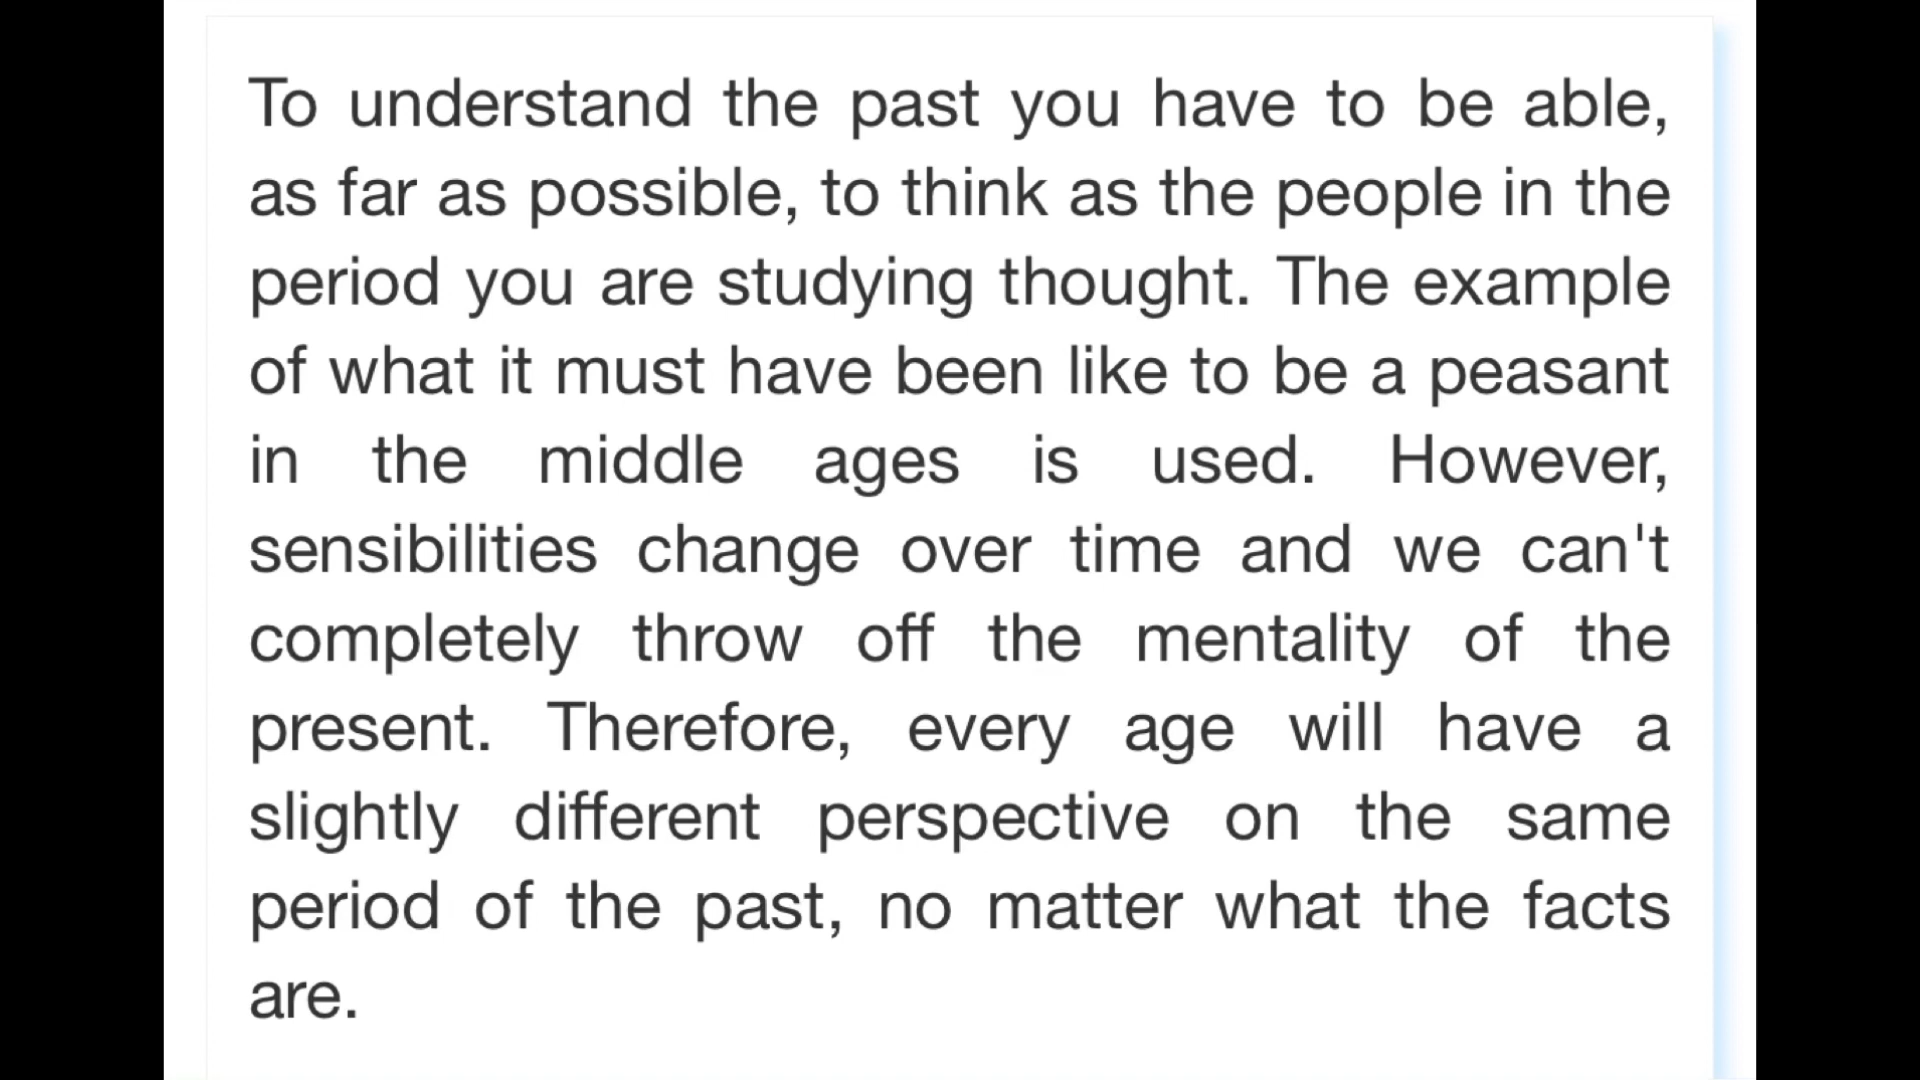 To understand the past you have to be able,
as far as possible, to think as the people in the
period you are studying thought. The example
of what it must have been like to be a peasant
in the middle ages is used. However,
sensibilities change over time and we can't
completely throw off the mentality of the
present. Therefore, every age will have a
slightly different perspective on the same
period of the past, no matter what the facts
are.